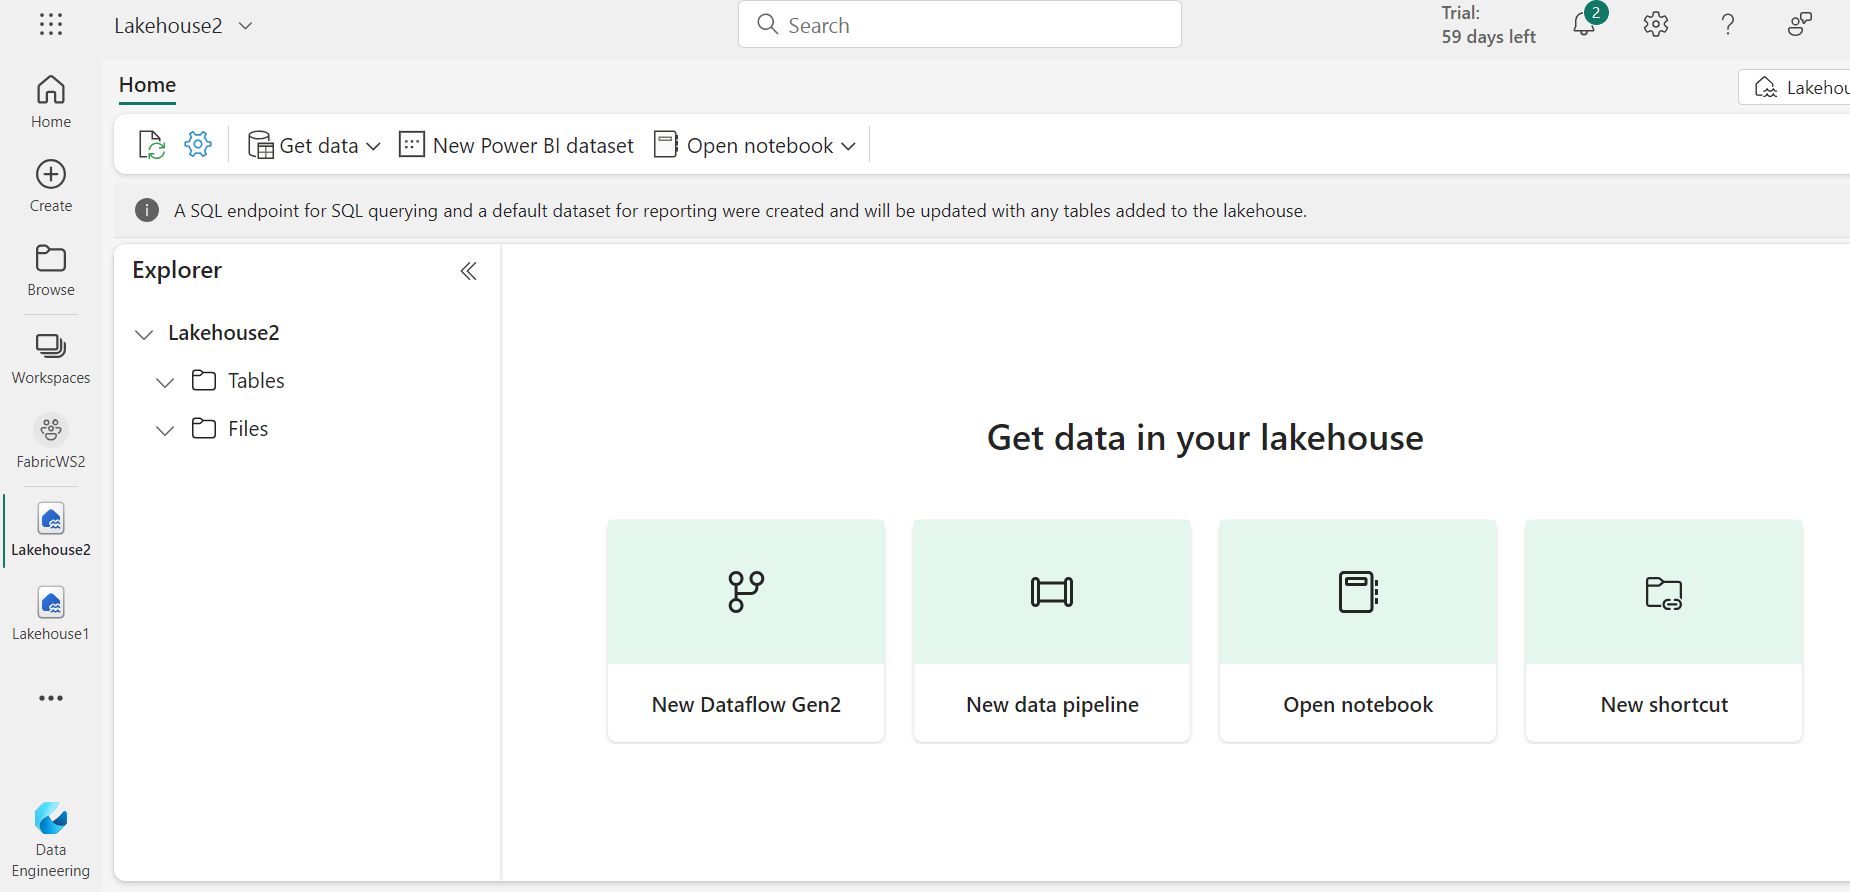 Lakehouse2
Search
Trial:
59 days left
2
Home
Create
Browse
Workspaces
FabricWS2
Lakehouse2
Lakehouse1
Data
Engineering
Home
Lakehou
Get data
New Power BI dataset
Open notebook
A SQL endpoint for SQL querying and a default dataset for reporting were created and will be updated with any tables added to the lakehouse.
Explorer
Lakehouse2
Tables
Files
Get data in your lakehouse
New Dataflow Gen2
New data pipeline
Open notebook
New shortcut